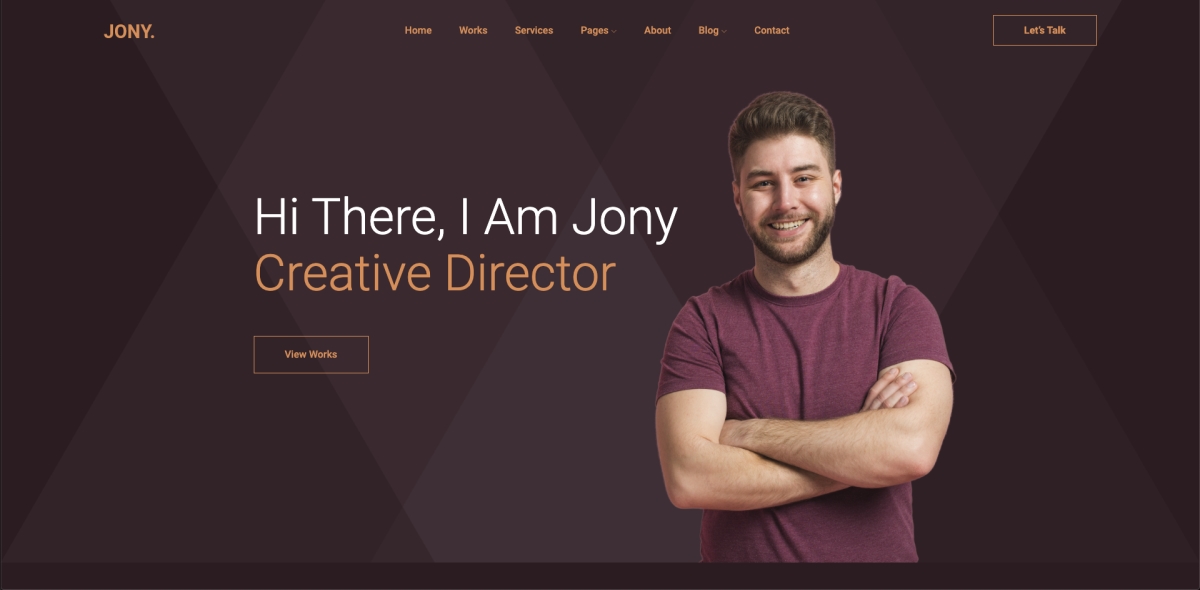 JONY.
Home Works Services Pages About Blog Contact
Let's Talk
Hi There, I Am Jony
Creative Director
View Works